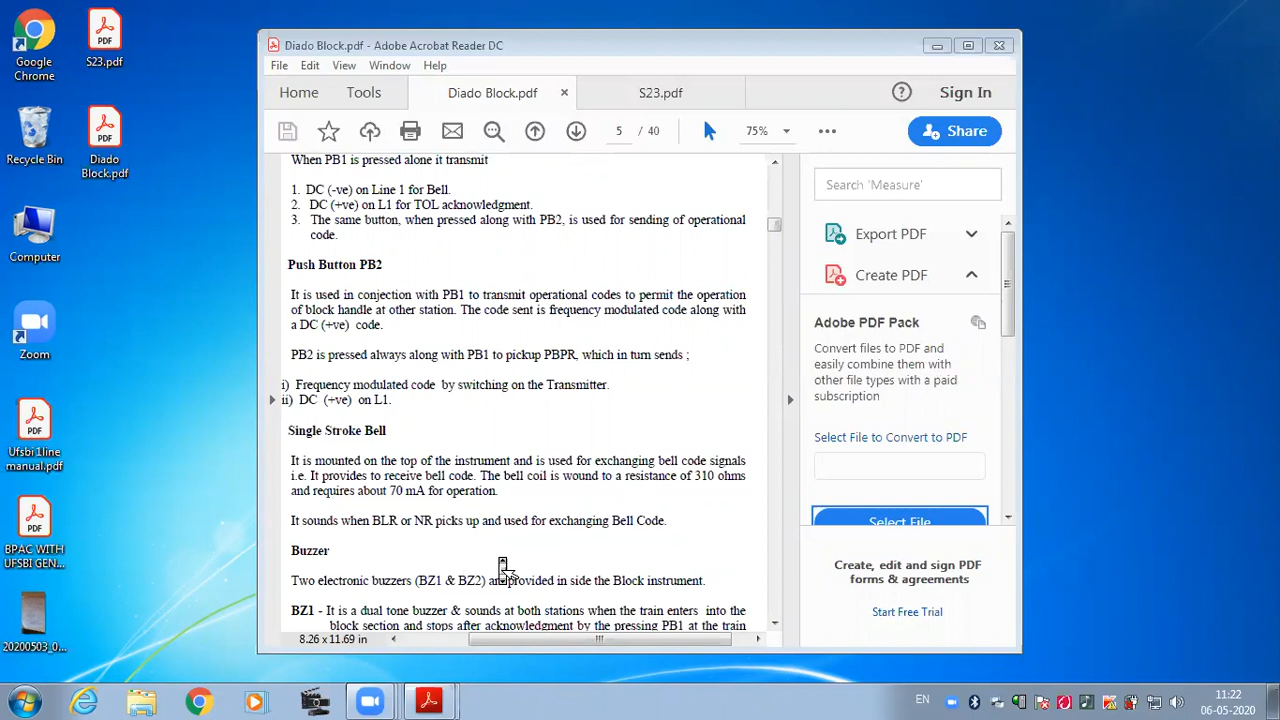 Google Chrome
S23.pdf
Recycle Bin
Diado Block.pdf
Computer
Zoom
Ufsbi 1line manual.pdf
BPAC WITH UFSBI GEN...
20200503_0...
Diado Block.pdf - Adobe Acrobat Reader DC
File Edit View Window Help
Home Tools Diado Block.pdf × S23.pdf Sign In
5 / 40 75% Share
When PB1 is pressed alone it transmit
1. DC (-ve) on Line 1 for Bell.
2. DC (+ve) on L1 for TOL acknowledgment.
3. The same button, when pressed along with PB2, is used for sending of operational
code.
Push Button PB2
It is used in conjection with PB1 to transmit operational codes to permit the operation
of block handle at other station. The code sent is frequency modulated code along with
a DC (+ve) code.
PB2 is pressed always along with PB1 to pickup PBPR, which in turn sends ;
i) Frequency modulated code by switching on the Transmitter.
ii) DC (+ve) on L1.
Single Stroke Bell
It is mounted on the top of the instrument and is used for exchanging bell code signals
i.e. It provides to receive bell code. The bell coil is wound to a resistance of 310 ohms
and requires about 70 mA for operation.
It sounds when BLR or NR picks up and used for exchanging Bell Code.
Buzzer
Two electronic buzzers (BZ1 & BZ2) are provided in side the Block instrument.
BZ1 - It is a dual tone buzzer & sounds at both stations when the train enters into the
block section and stops after acknowledgment by the pressing PB1 at the train
8.26 x 11.69 in
Search 'Measure'
Export PDF
Create PDF
Adobe PDF Pack
Convert files to PDF and
easily combine them with
other file types with a paid
subscription
Select File to Convert to PDF
Select File
Create, edit and sign PDF
forms & agreements
Start Free Trial
EN
11:22
06-05-2020